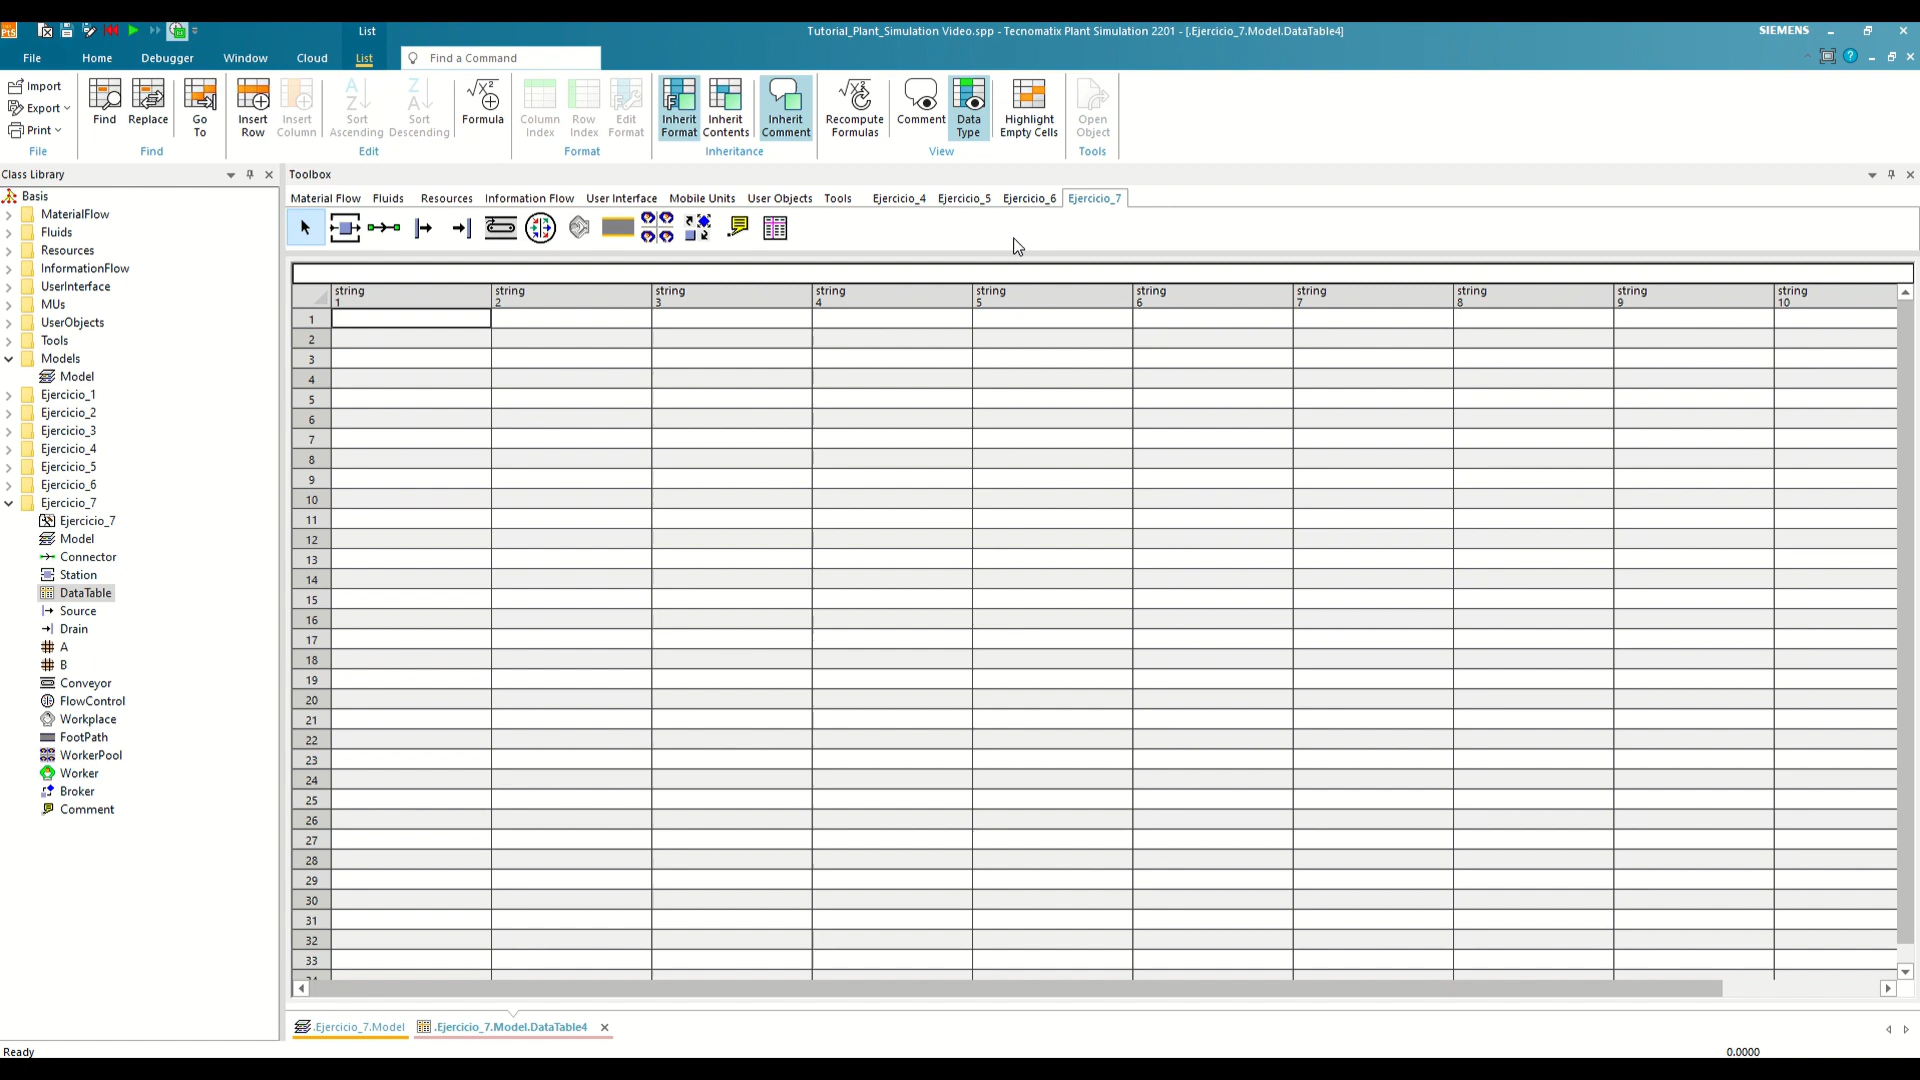 List
Tutorial_Plant_Simulation Video.spp - Tecnomatix Plant Simulation 2201 - [.Ejercicio_7.Model.DataTable4]
SIEMENS
File Home Debugger Window Cloud List Find a Command
Import
Export
Print
Find
Replace
Go To
Insert Row
Insert Column
Sort Ascending
Sort Descending
Formula
Column Index
Row Index
Edit Format
Inherit Format
Inherit Contents
Inherit Comment
Recompute Formulas
Comment
Data Type
Highlight Empty Cells
Open Object
File Find Edit Format Inheritance View Tools
Class Library
Basis
MaterialFlow
Fluids
Resources
InformationFlow
UserInterface
MUs
UserObjects
Tools
Models
Model
Ejercicio_1
Ejercicio_2
Ejercicio_3
Ejercicio_4
Ejercicio_5
Ejercicio_6
Ejercicio_7
Ejercicio_7
Model
Connector
Station
DataTable
Source
Drain
A
B
Conveyor
FlowControl
Workplace
FootPath
WorkerPool
Worker
Broker
Comment
Toolbox
Material Flow Fluids Resources Information Flow User Interface Mobile Units User Objects Tools Ejercicio_4 Ejercicio_5 Ejercicio_6 Ejercicio_7
string string string string string string string string string string
1 2 3 4 5 6 7 8 9 10
1
2
3
4
5
6
7
8
9
10
11
12
13
14
15
16
17
18
19
20
21
22
23
24
25
26
27
28
29
30
31
32
33
.Ejercicio_7.Model .Ejercicio_7.Model.DataTable4
Ready 0.0000